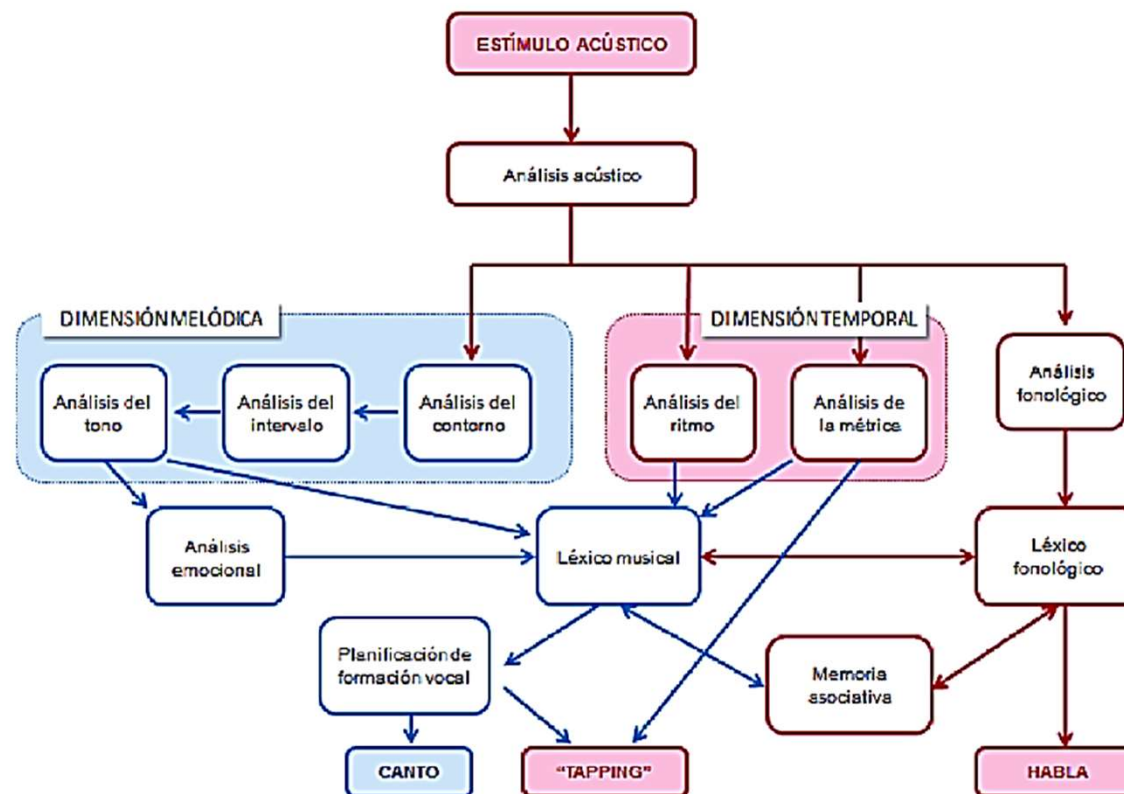 ESTÍMULO ACÚSTICO
Análisis acústico
DIMENSIÓN MELÓDICA
DIMENSIÓN TEMPORAL
Análisis del
tono
Análisis del
intervalo
Análisis del
contorno
Análisis del
ritmo
Análisis de
la métrica
Análisis
fonológico
Análisis
emocional
Léxico musical
Léxico
fonológico
Planificación de
formación vocal
Memoria
asociativa
CANTO
"TAPPING"
HABLA